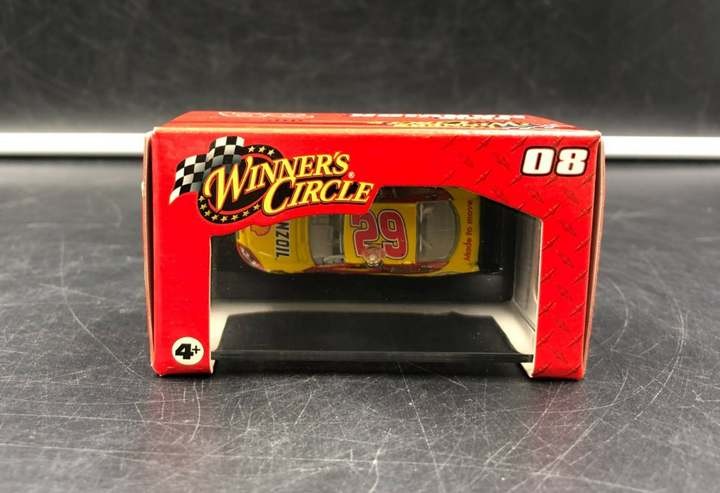 WINNER'S
CIRCLE®
08
NZOIL
29
Made to move
4+